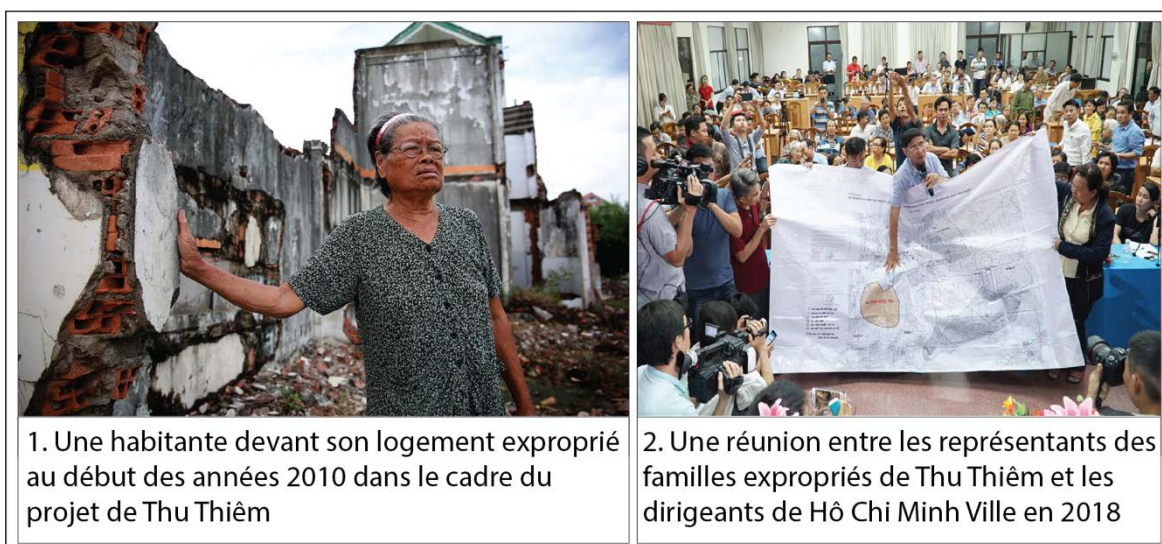 1. Une habitante devant son logement exproprié
au début des années 2010 dans le cadre du
projet de Thu Thiêm
2. Une réunion entre les représentants des
familles expropriés de Thu Thiêm et les
dirigeants de Hô Chi Minh Ville en 2018